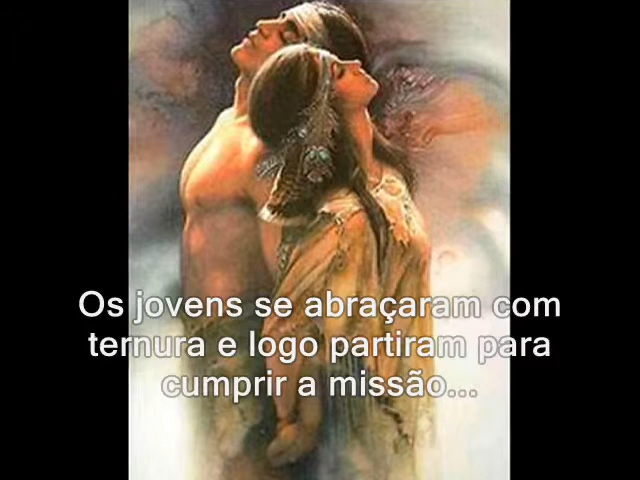 Os jovens se abraçaram com
ternura e logo partiram para
cumprir a missão...